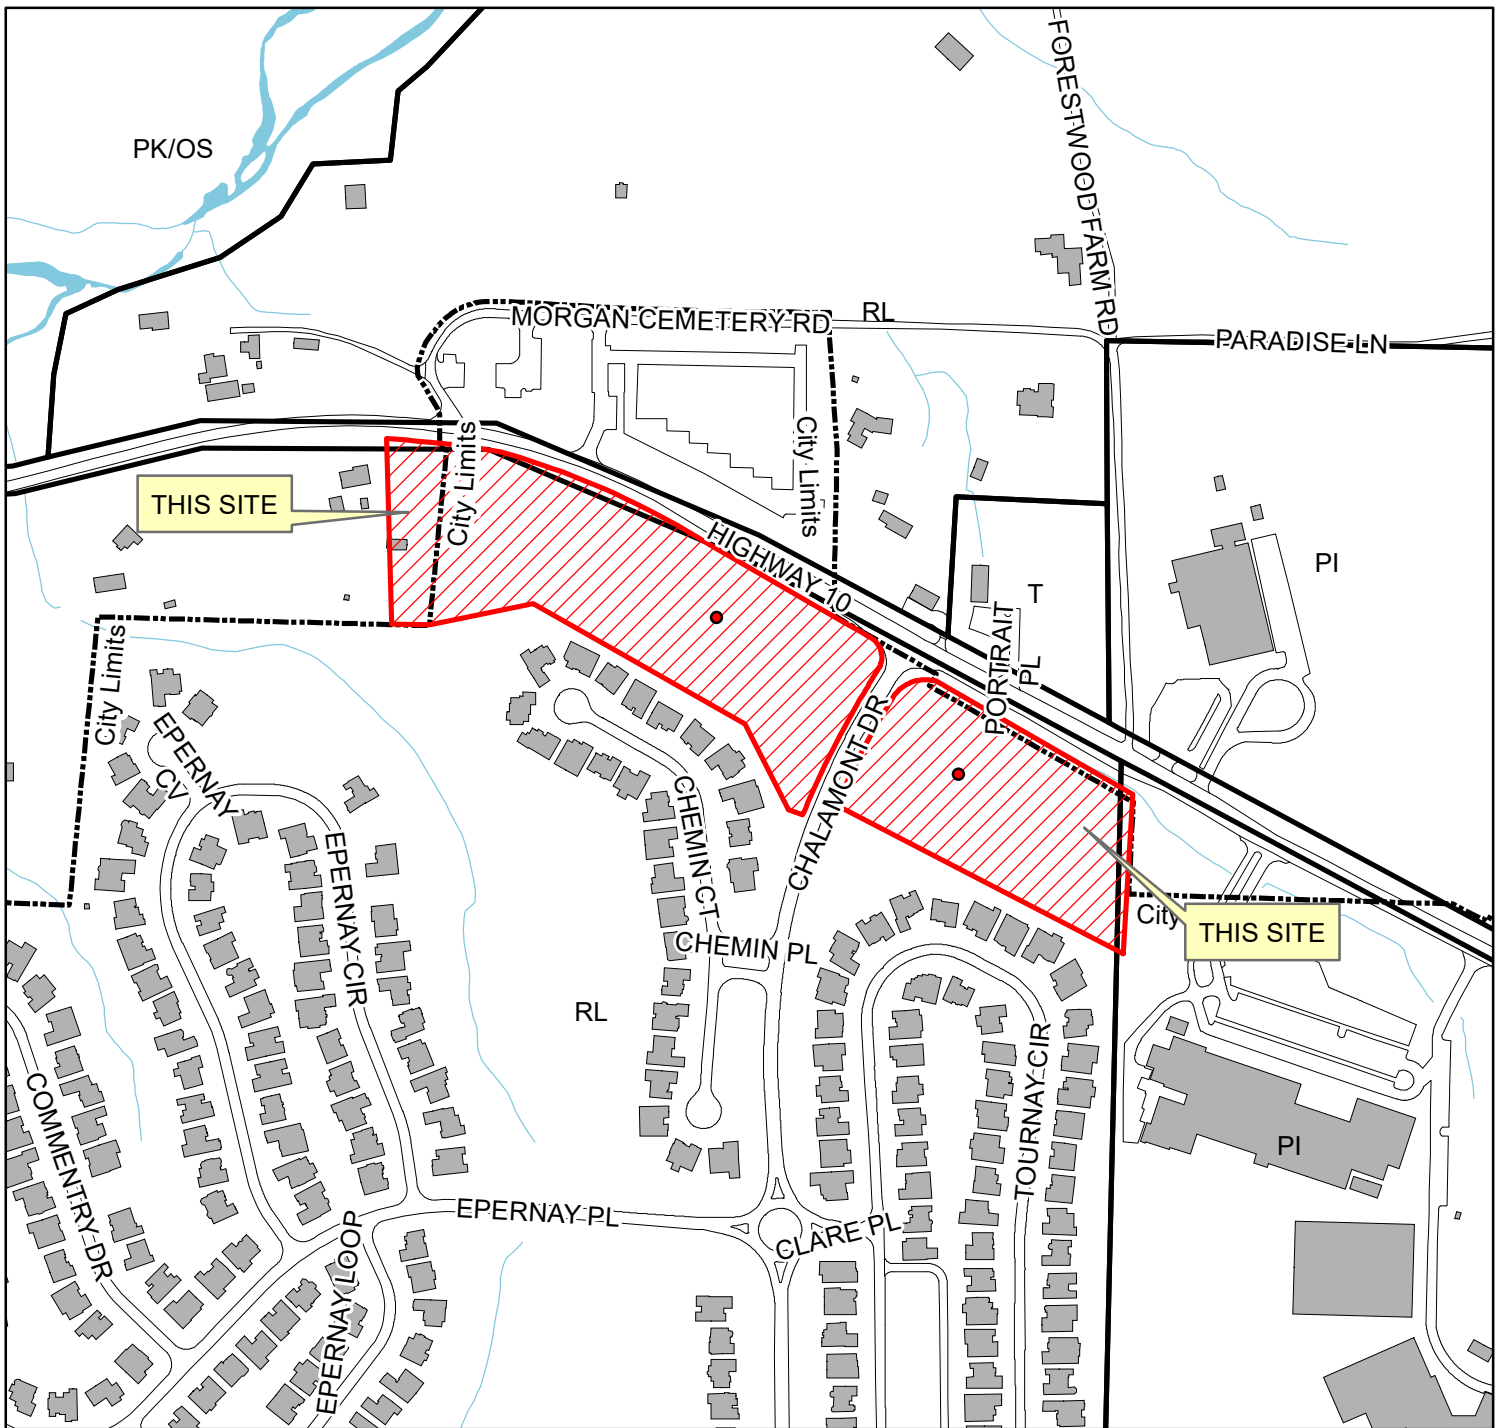 FORESTWOOD FARM RD
PK/OS
MORGAN CEMETERY RD
RL
PARADISE LN
City Limits
City Limits
THIS SITE
HIGHWAY 10
PI
T
PORTRAIT
PL
City Limits
EPERNAY
CV
CHALAMONT DR
CHEMIN CT
EPERNAY CIR
City
THIS SITE
CHEMIN PL
RL
TOURNAY CIR
COMMENTRY DR
PI
EPERNAY PL
CLARE PL
EPERNAY LOOP